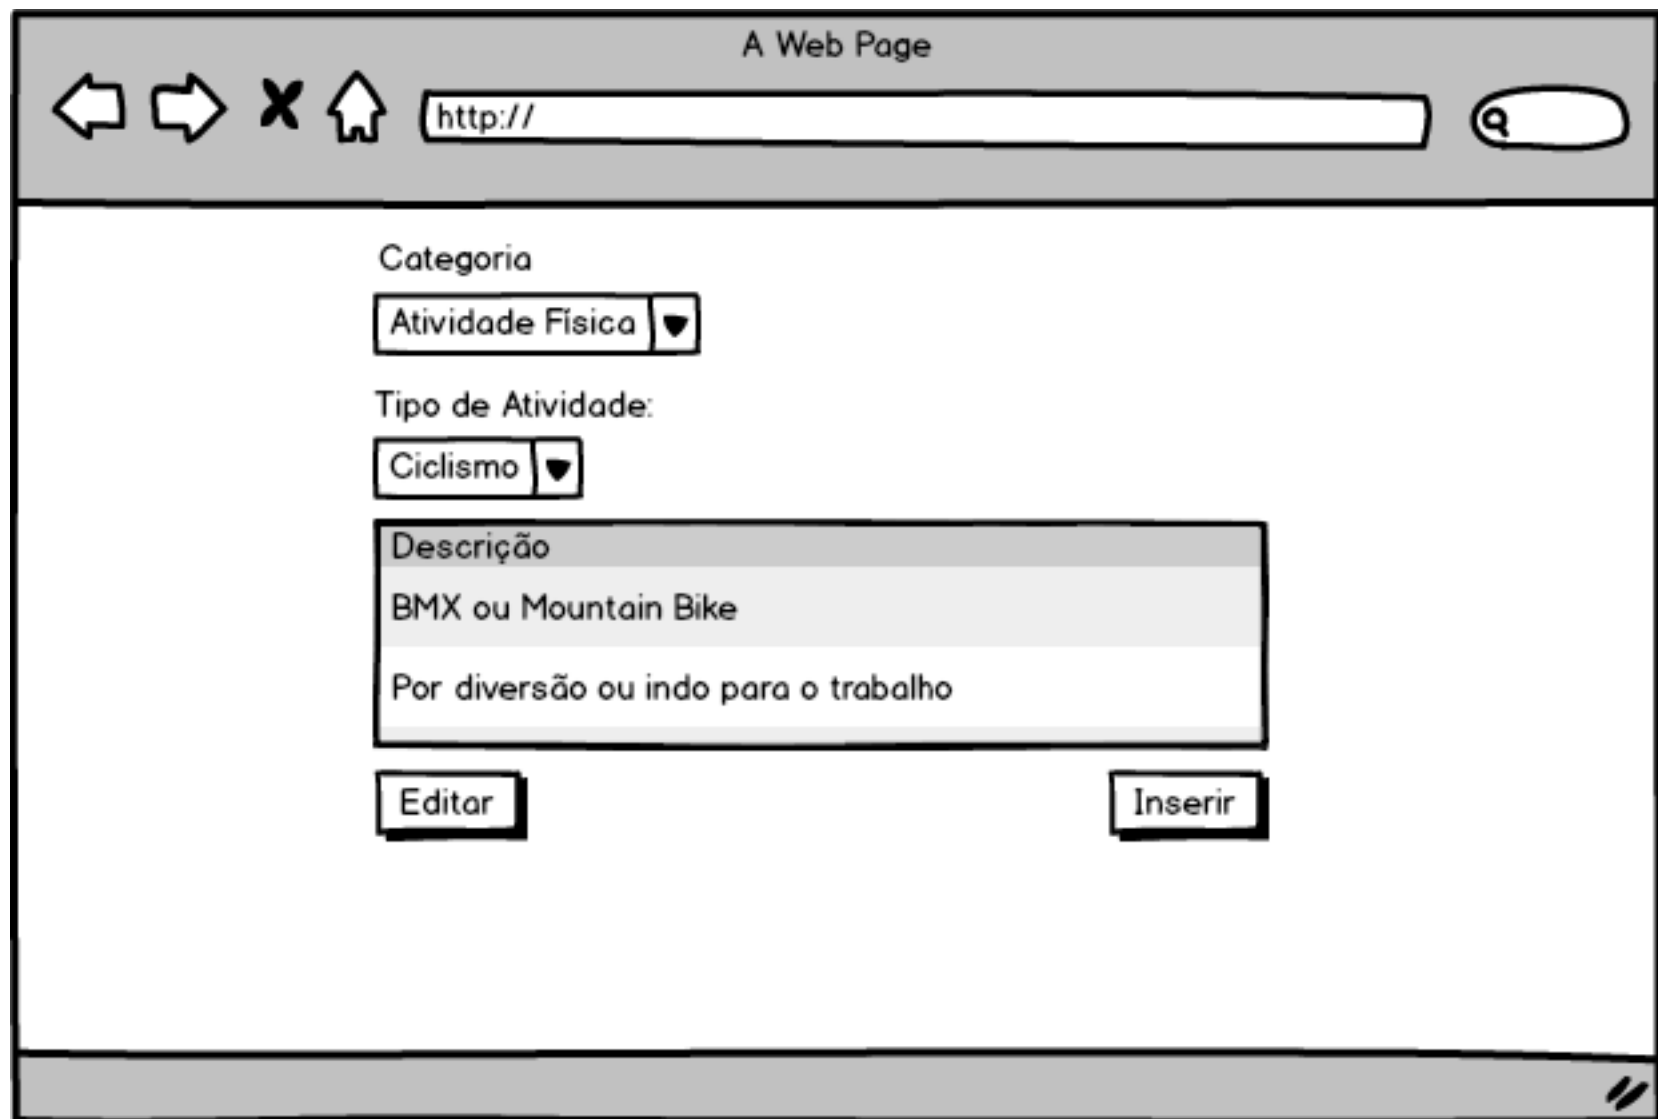 A Web Page
http://
Categoria
Atividade Física
Tipo de Atividade:
Ciclismo
Descrição
BMX ou Mountain Bike
Por diversão ou indo para o trabalho
Editar
Inserir